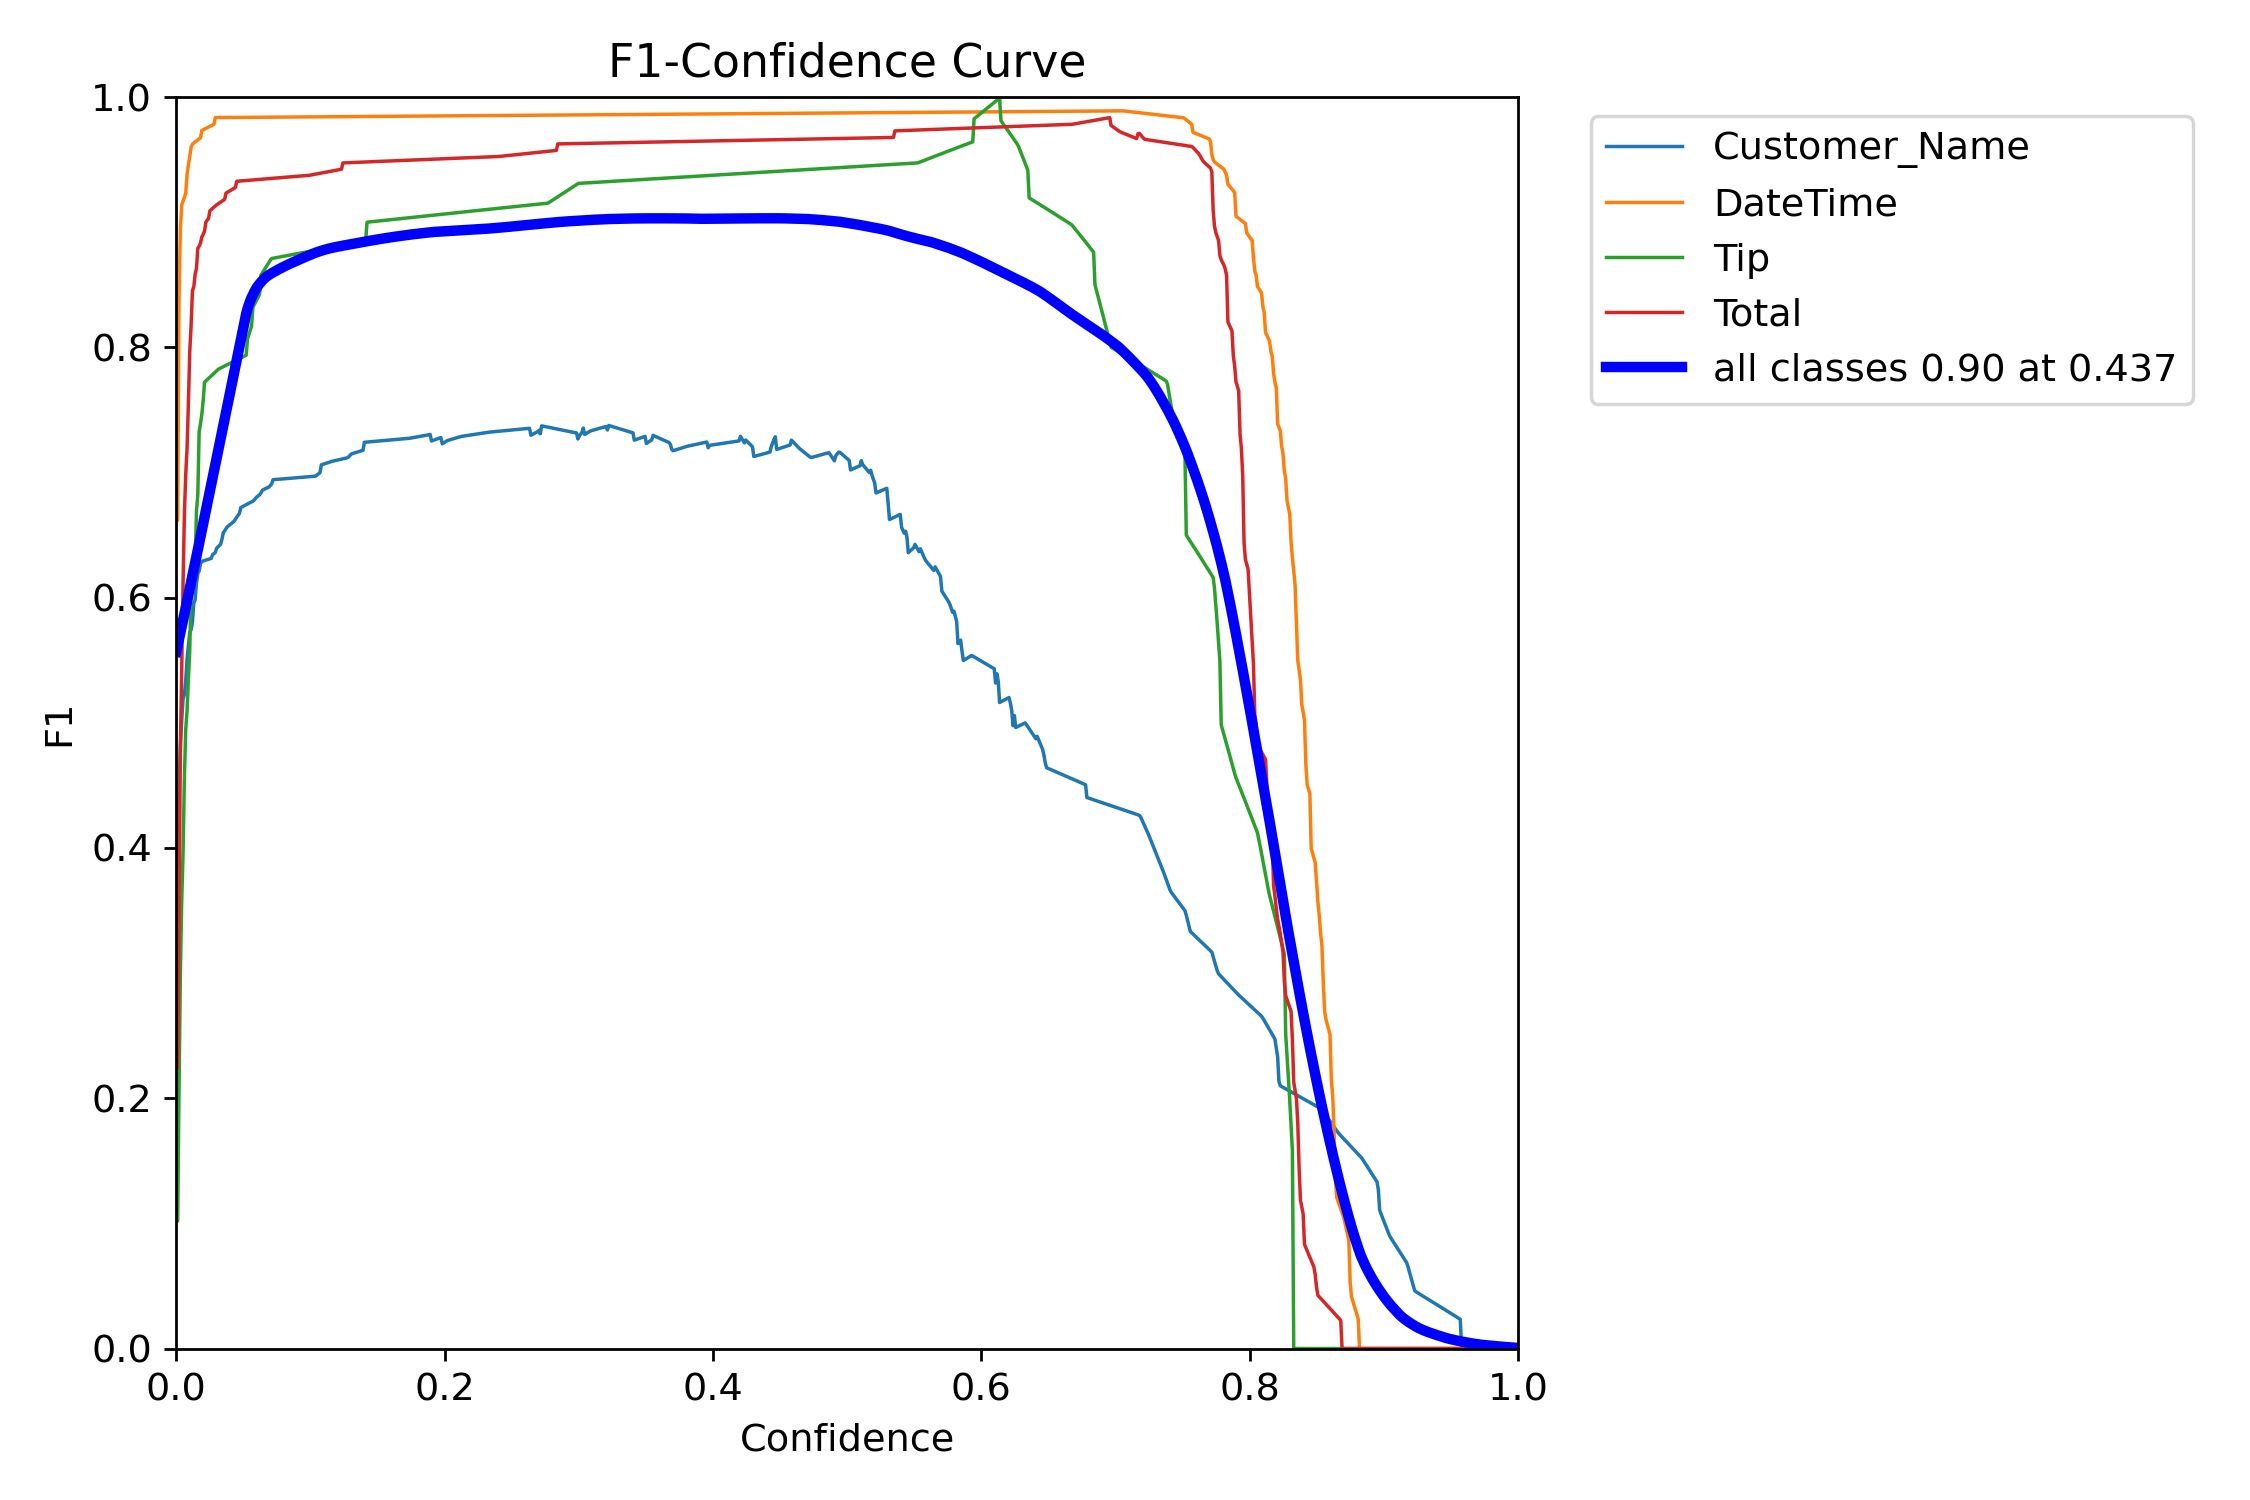 F1-Confidence Curve
1.0
0.8
0.6
0.4
0.2
0.0
F1
0.0 0.2 0.4 0.6 0.8 1.0
Confidence
Customer_Name
DateTime
Tip
Total
all classes 0.90 at 0.437